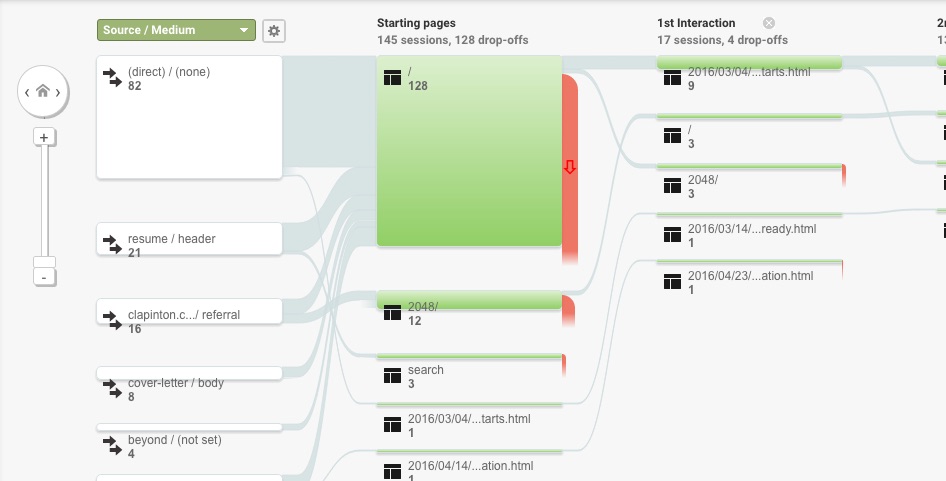 Source / Medium
(direct) / (none)
82
resume / header
21
clapinton.c.../ referral
16
cover-letter / body
8
beyond / (not set)
4
+
-
Starting pages
145 sessions, 128 drop-offs
/
128
2048/
12
search
3
2016/03/04/...tarts.html
1
2016/04/14/...ation.html
1
1st Interaction
17 sessions, 4 drop-offs
2016/03/04/...tarts.html
9
/
3
2048/
3
2016/03/14/...ready.html
1
2016/04/23/...ation.html
1